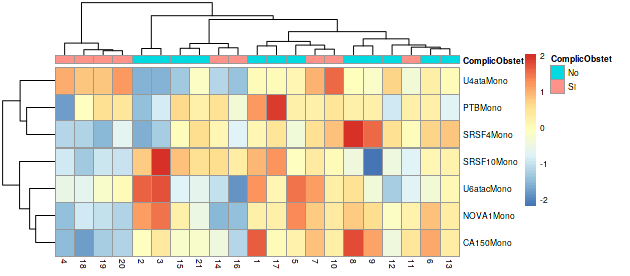 ComplicObstet
U4ataMono
PTBMono
SRSF4Mono
SRSF10Mono
U6atacMono
NOVA1Mono
CA150Mono
4 18 19 20 2 3 15 21 14 16 1 17 5 7 10 8 9 12 11 6 13
2
1
0
-1
-2
ComplicObstet
No
SI